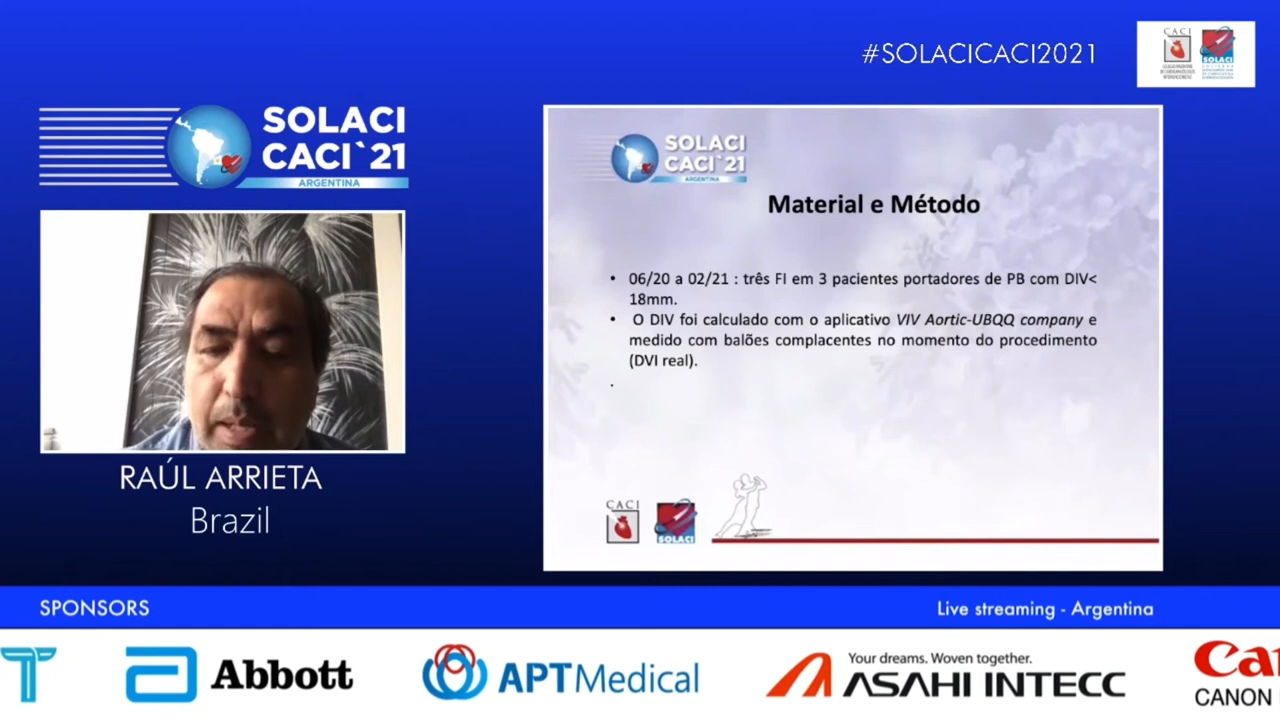 #SOLACICACI2021
CACI
SOLACI
SOLACI
CACI`21
ARGENTINA
SOLACI
CACI`21
ARGENTINA
Material e Método
• 06/20 a 02/21 : três FI em 3 pacientes portadores de PB com DIV<
18mm.
• O DIV foi calculado com o aplicativo VIV Aortic-UBQQ company e
medido com balões complacentes no momento do procedimento
(DVI real).
.
CACI
SOLACI
RAÚL ARRIETA
Brazil
SPONSORS
Live streaming - Argentina
Abbott
APTMedical
Your dreams. Woven together.
ASAHI INTECC
CANON